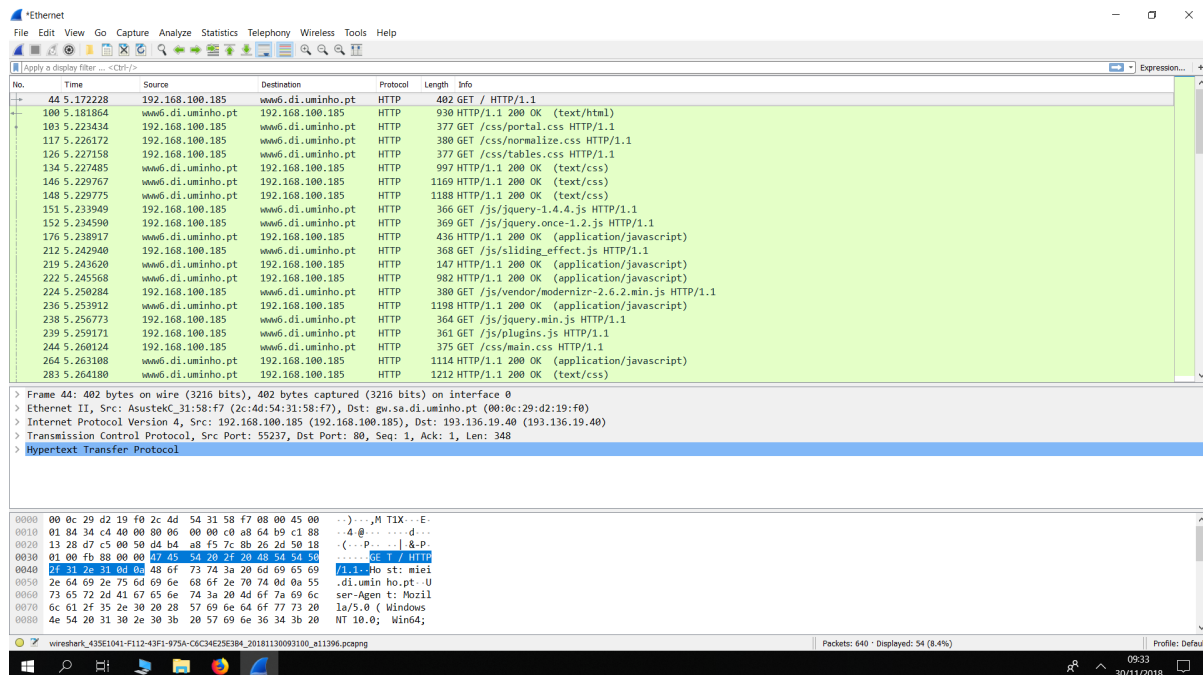 *Ethernet
File Edit View Go Capture Analyze Statistics Telephony Wireless Tools Help
Apply a display filter ... <Ctrl-/> Expression... +
No. Time Source Destination Protocol Length Info
44 5.172228 192.168.100.185 www6.di.uminho.pt HTTP 402 GET / HTTP/1.1
100 5.181864 www6.di.uminho.pt 192.168.100.185 HTTP 930 HTTP/1.1 200 OK (text/html)
103 5.223434 192.168.100.185 www6.di.uminho.pt HTTP 377 GET /css/portal.css HTTP/1.1
117 5.226172 192.168.100.185 www6.di.uminho.pt HTTP 380 GET /css/normalize.css HTTP/1.1
126 5.227158 192.168.100.185 www6.di.uminho.pt HTTP 377 GET /css/tables.css HTTP/1.1
134 5.227485 www6.di.uminho.pt 192.168.100.185 HTTP 997 HTTP/1.1 200 OK (text/css)
146 5.229767 www6.di.uminho.pt 192.168.100.185 HTTP 1169 HTTP/1.1 200 OK (text/css)
148 5.229775 www6.di.uminho.pt 192.168.100.185 HTTP 1188 HTTP/1.1 200 OK (text/css)
151 5.233949 192.168.100.185 www6.di.uminho.pt HTTP 366 GET /js/jquery-1.4.4.js HTTP/1.1
152 5.234590 192.168.100.185 www6.di.uminho.pt HTTP 369 GET /js/jquery.once-1.2.js HTTP/1.1
176 5.238917 www6.di.uminho.pt 192.168.100.185 HTTP 436 HTTP/1.1 200 OK (application/javascript)
212 5.242940 192.168.100.185 www6.di.uminho.pt HTTP 368 GET /js/sliding_effect.js HTTP/1.1
219 5.243620 www6.di.uminho.pt 192.168.100.185 HTTP 147 HTTP/1.1 200 OK (application/javascript)
222 5.245568 www6.di.uminho.pt 192.168.100.185 HTTP 982 HTTP/1.1 200 OK (application/javascript)
224 5.250284 192.168.100.185 www6.di.uminho.pt HTTP 380 GET /js/vendor/modernizr-2.6.2.min.js HTTP/1.1
236 5.253912 www6.di.uminho.pt 192.168.100.185 HTTP 1198 HTTP/1.1 200 OK (application/javascript)
238 5.256773 192.168.100.185 www6.di.uminho.pt HTTP 364 GET /js/jquery.min.js HTTP/1.1
239 5.259171 192.168.100.185 www6.di.uminho.pt HTTP 361 GET /js/plugins.js HTTP/1.1
244 5.260124 192.168.100.185 www6.di.uminho.pt HTTP 375 GET /css/main.css HTTP/1.1
264 5.263108 www6.di.uminho.pt 192.168.100.185 HTTP 1114 HTTP/1.1 200 OK (application/javascript)
283 5.264180 www6.di.uminho.pt 192.168.100.185 HTTP 1212 HTTP/1.1 200 OK (text/css)
> Frame 44: 402 bytes on wire (3216 bits), 402 bytes captured (3216 bits) on interface 0
> Ethernet II, Src: AsustekC_31:58:f7 (2c:4d:54:31:58:f7), Dst: gw.sa.di.uminho.pt (00:0c:29:d2:19:f0)
> Internet Protocol Version 4, Src: 192.168.100.185 (192.168.100.185), Dst: 193.136.19.40 (193.136.19.40)
> Transmission Control Protocol, Src Port: 55237, Dst Port: 80, Seq: 1, Ack: 1, Len: 348
> Hypertext Transfer Protocol
0000 00 0c 29 d2 19 f0 2c 4d 54 31 58 f7 08 00 45 00 ··)···,M T1X···E·
0010 01 84 34 c4 40 00 80 06 00 00 c0 a8 64 b9 c1 88 ··4·@··· ····d···
0020 13 28 d7 c5 00 50 d4 b4 a8 f5 7c 8b 26 2d 50 18 ·(···P·· ··|·&-P·
0030 01 00 fb 88 00 00 47 45 54 20 2f 20 48 54 54 50 ······GE T / HTTP
0040 2f 31 2e 31 0d 0a 48 6f 73 74 3a 20 6d 69 65 69 /1.1··Ho st: miei
0050 2e 64 69 2e 75 6d 69 6e 68 6f 2e 70 74 0d 0a 55 .di.umin ho.pt··U
0060 73 65 72 2d 41 67 65 6e 74 3a 20 4d 6f 7a 69 6c ser-Agen t: Mozil
0070 6c 61 2f 35 2e 30 20 28 57 69 6e 64 6f 77 73 20 la/5.0 ( Windows
0080 4e 54 20 31 30 2e 30 3b 20 57 69 6e 36 34 3b 20 NT 10.0; Win64;
wireshark_435E1041-F112-43F1-975A-C6C34E25E3B4_20181130093100_a11396.pcapng Packets: 640 · Displayed: 54 (8.4%) Profile: Defau
09:33
30/11/2018